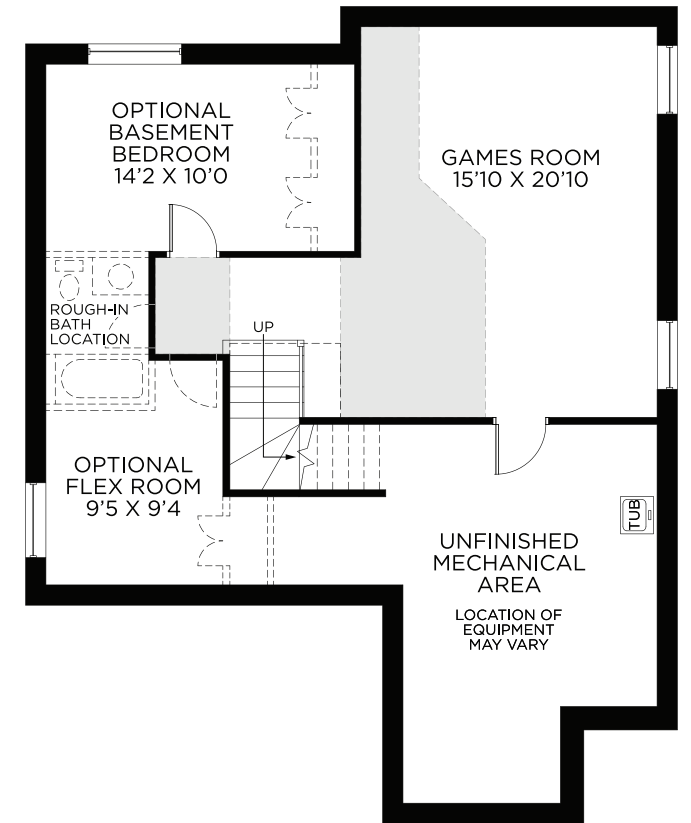 OPTIONAL
BASEMENT
BEDROOM
14'2 X 10'0
GAMES ROOM
15'10 X 20'10
ROUGH-IN
BATH
LOCATION
UP
OPTIONAL
FLEX ROOM
9'5 X 9'4
TUB
UNFINISHED
MECHANICAL
AREA
LOCATION OF
EQUIPMENT
MAY VARY